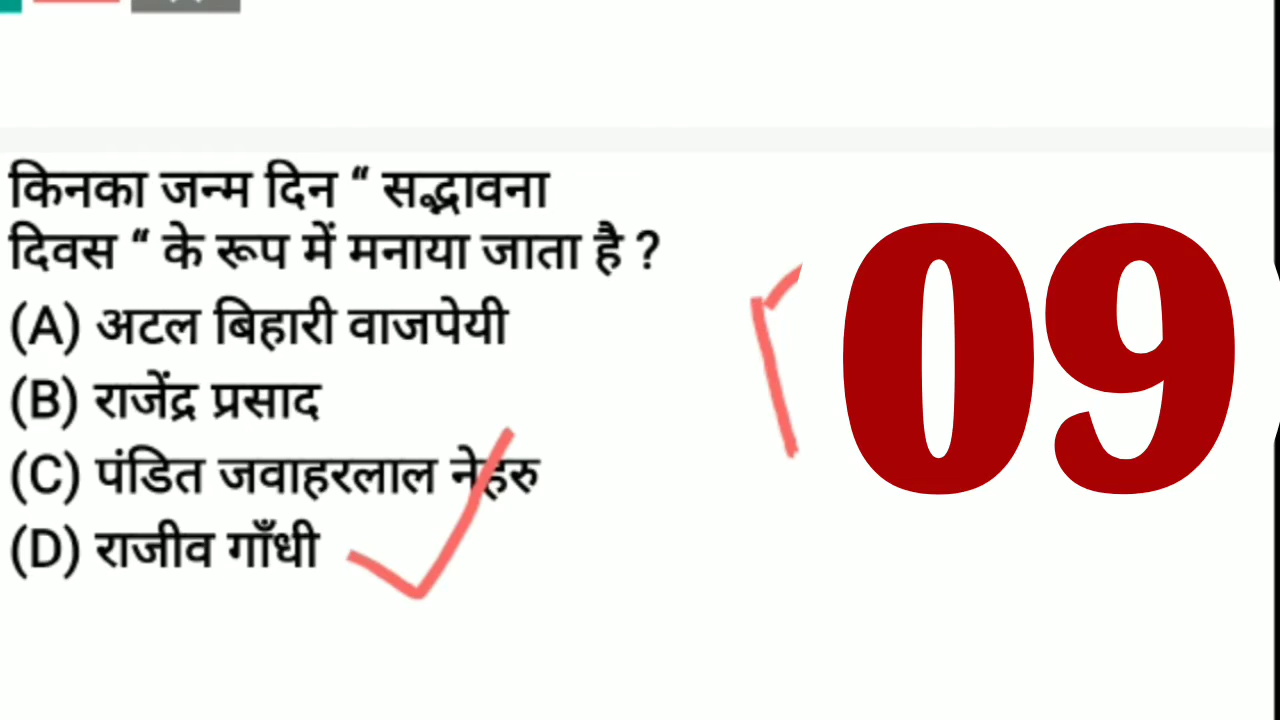 किनका जन्म दिन “ सद्भावना
दिवस “ के रूप में मनाया जाता है ?
(A) अटल बिहारी वाजपेयी
(B) राजेंद्र प्रसाद
(C) पंडित जवाहरलाल नेहरु
(D) राजीव गाँधी
09